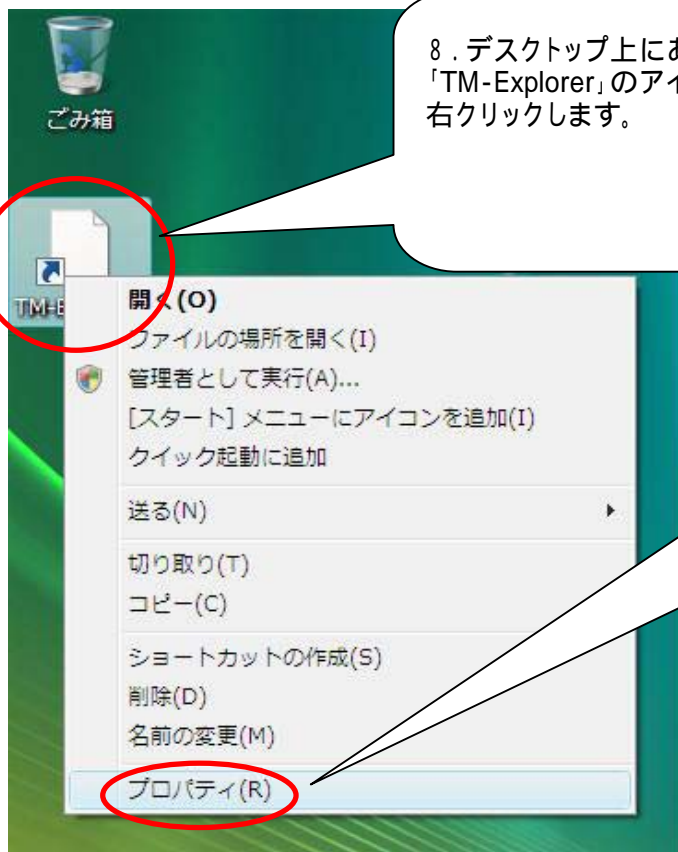 8．デスクトップ上にあ
「TM-Explorer」のアイ
右クリックします。
ごみ箱
TM-E
開く(O)
ファイルの場所を開く(I)
管理者として実行(A)...
[スタート] メニューにアイコンを追加(I)
クイック起動に追加
送る(N)
切り取り(T)
コピー(C)
ショートカットの作成(S)
削除(D)
名前の変更(M)
プロパティ(R)